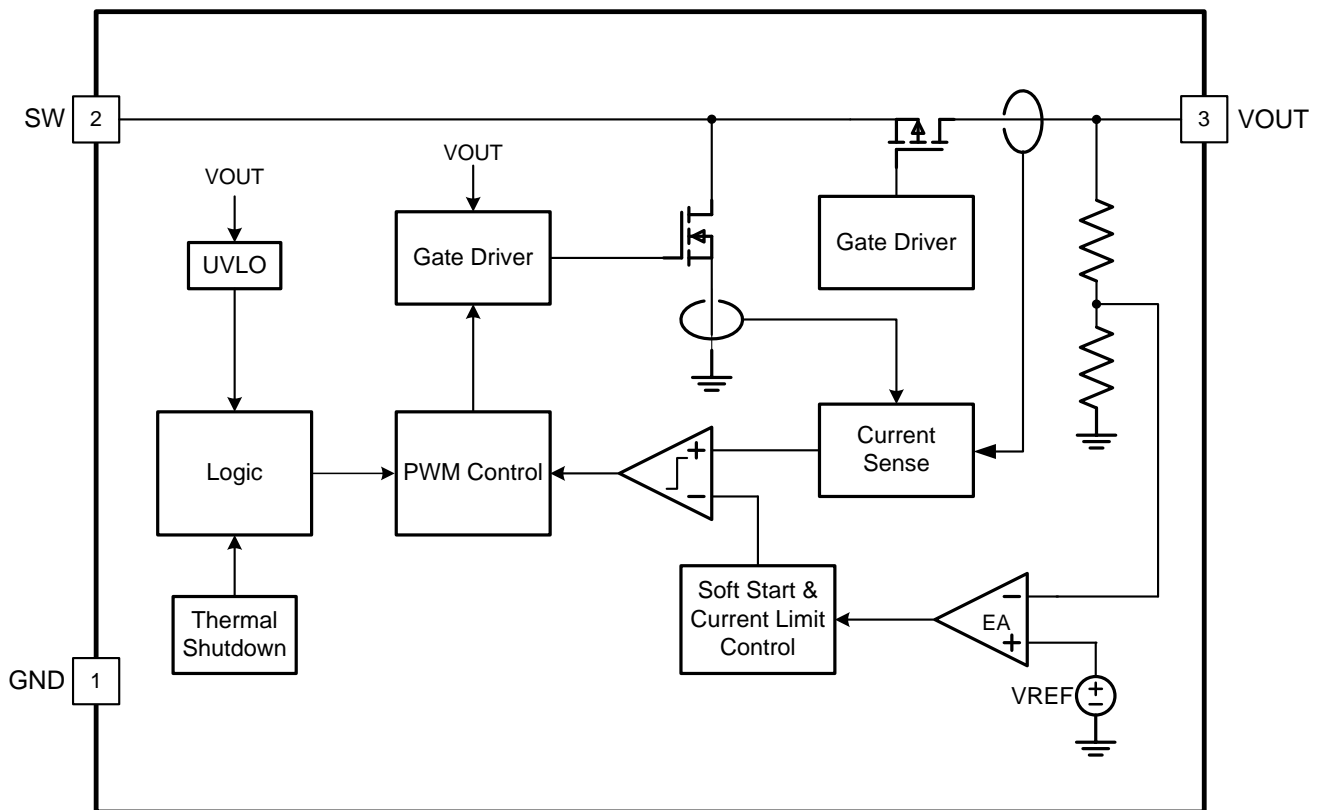 SW
2
3
VOUT
VOUT
VOUT
UVLO
Gate Driver
Gate Driver
Logic
PWM Control
+
−
Current
Sense
Thermal
Shutdown
Soft Start &
Current Limit
Control
−
EA
+
GND
1
VREF
+
−